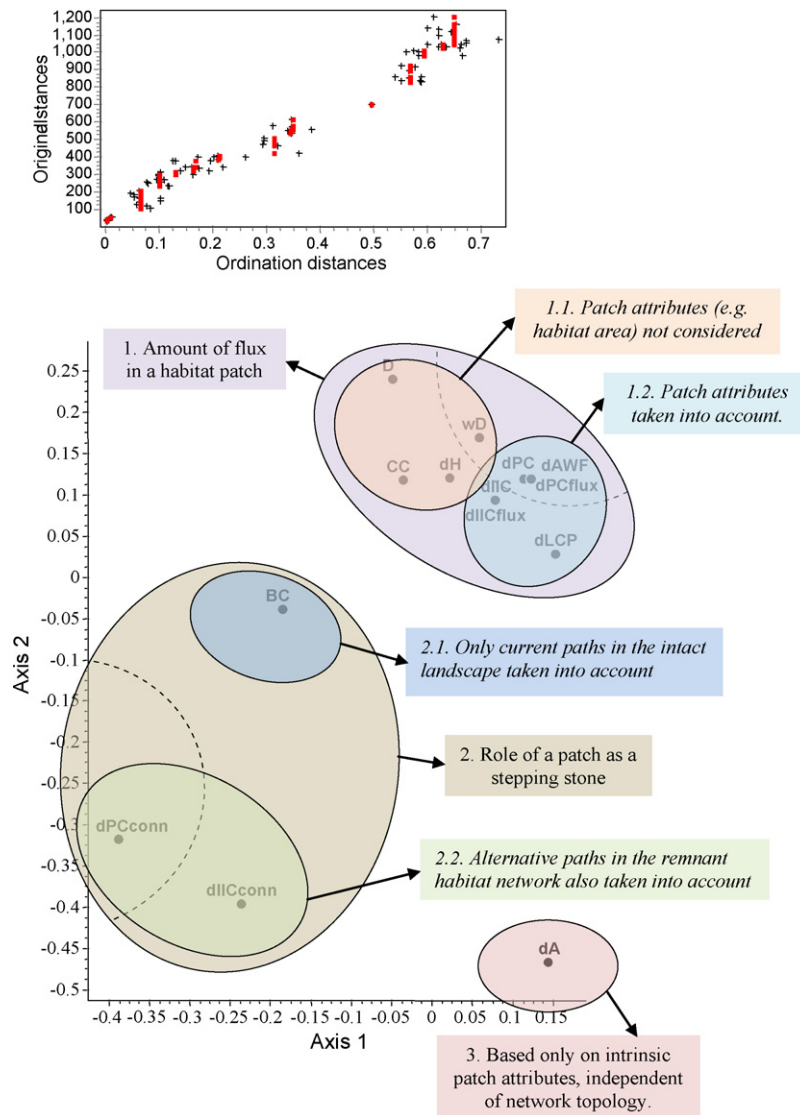 1,200
1,100
1,000
900
800
700
600
500
400
300
200
100
Origindistances
0 0.1 0.2 0.3 0.4 0.5 0.6 0.7
Ordination distances
1.1. Patch attributes (e.g.
habitat area) not considered
1. Amount of flux
in a habitat patch
1.2. Patch attributes
taken into account.
0.25
0.2
0.15
0.1
0.05
0
-0.05
-0.1
-0.15
-0.2
-0.25
-0.3
-0.35
-0.4
-0.45
-0.5
Axis 2
D
wD
CC
dH
dPC
dAWF
dPCflux
dIIC
dIICflux
dLCP
BC
2.1. Only current paths in the intact
landscape taken into account
2. Role of a patch as a
stepping stone
dPCconn
dIICconn
2.2. Alternative paths in the remnant
habitat network also taken into account
dA
-0.4 -0.35 -0.3 -0.25 -0.2 -0.15 -0.1 -0.05 0 0.05 0.1 0.15
Axis 1
3. Based only on intrinsic
patch attributes, independent
of network topology.